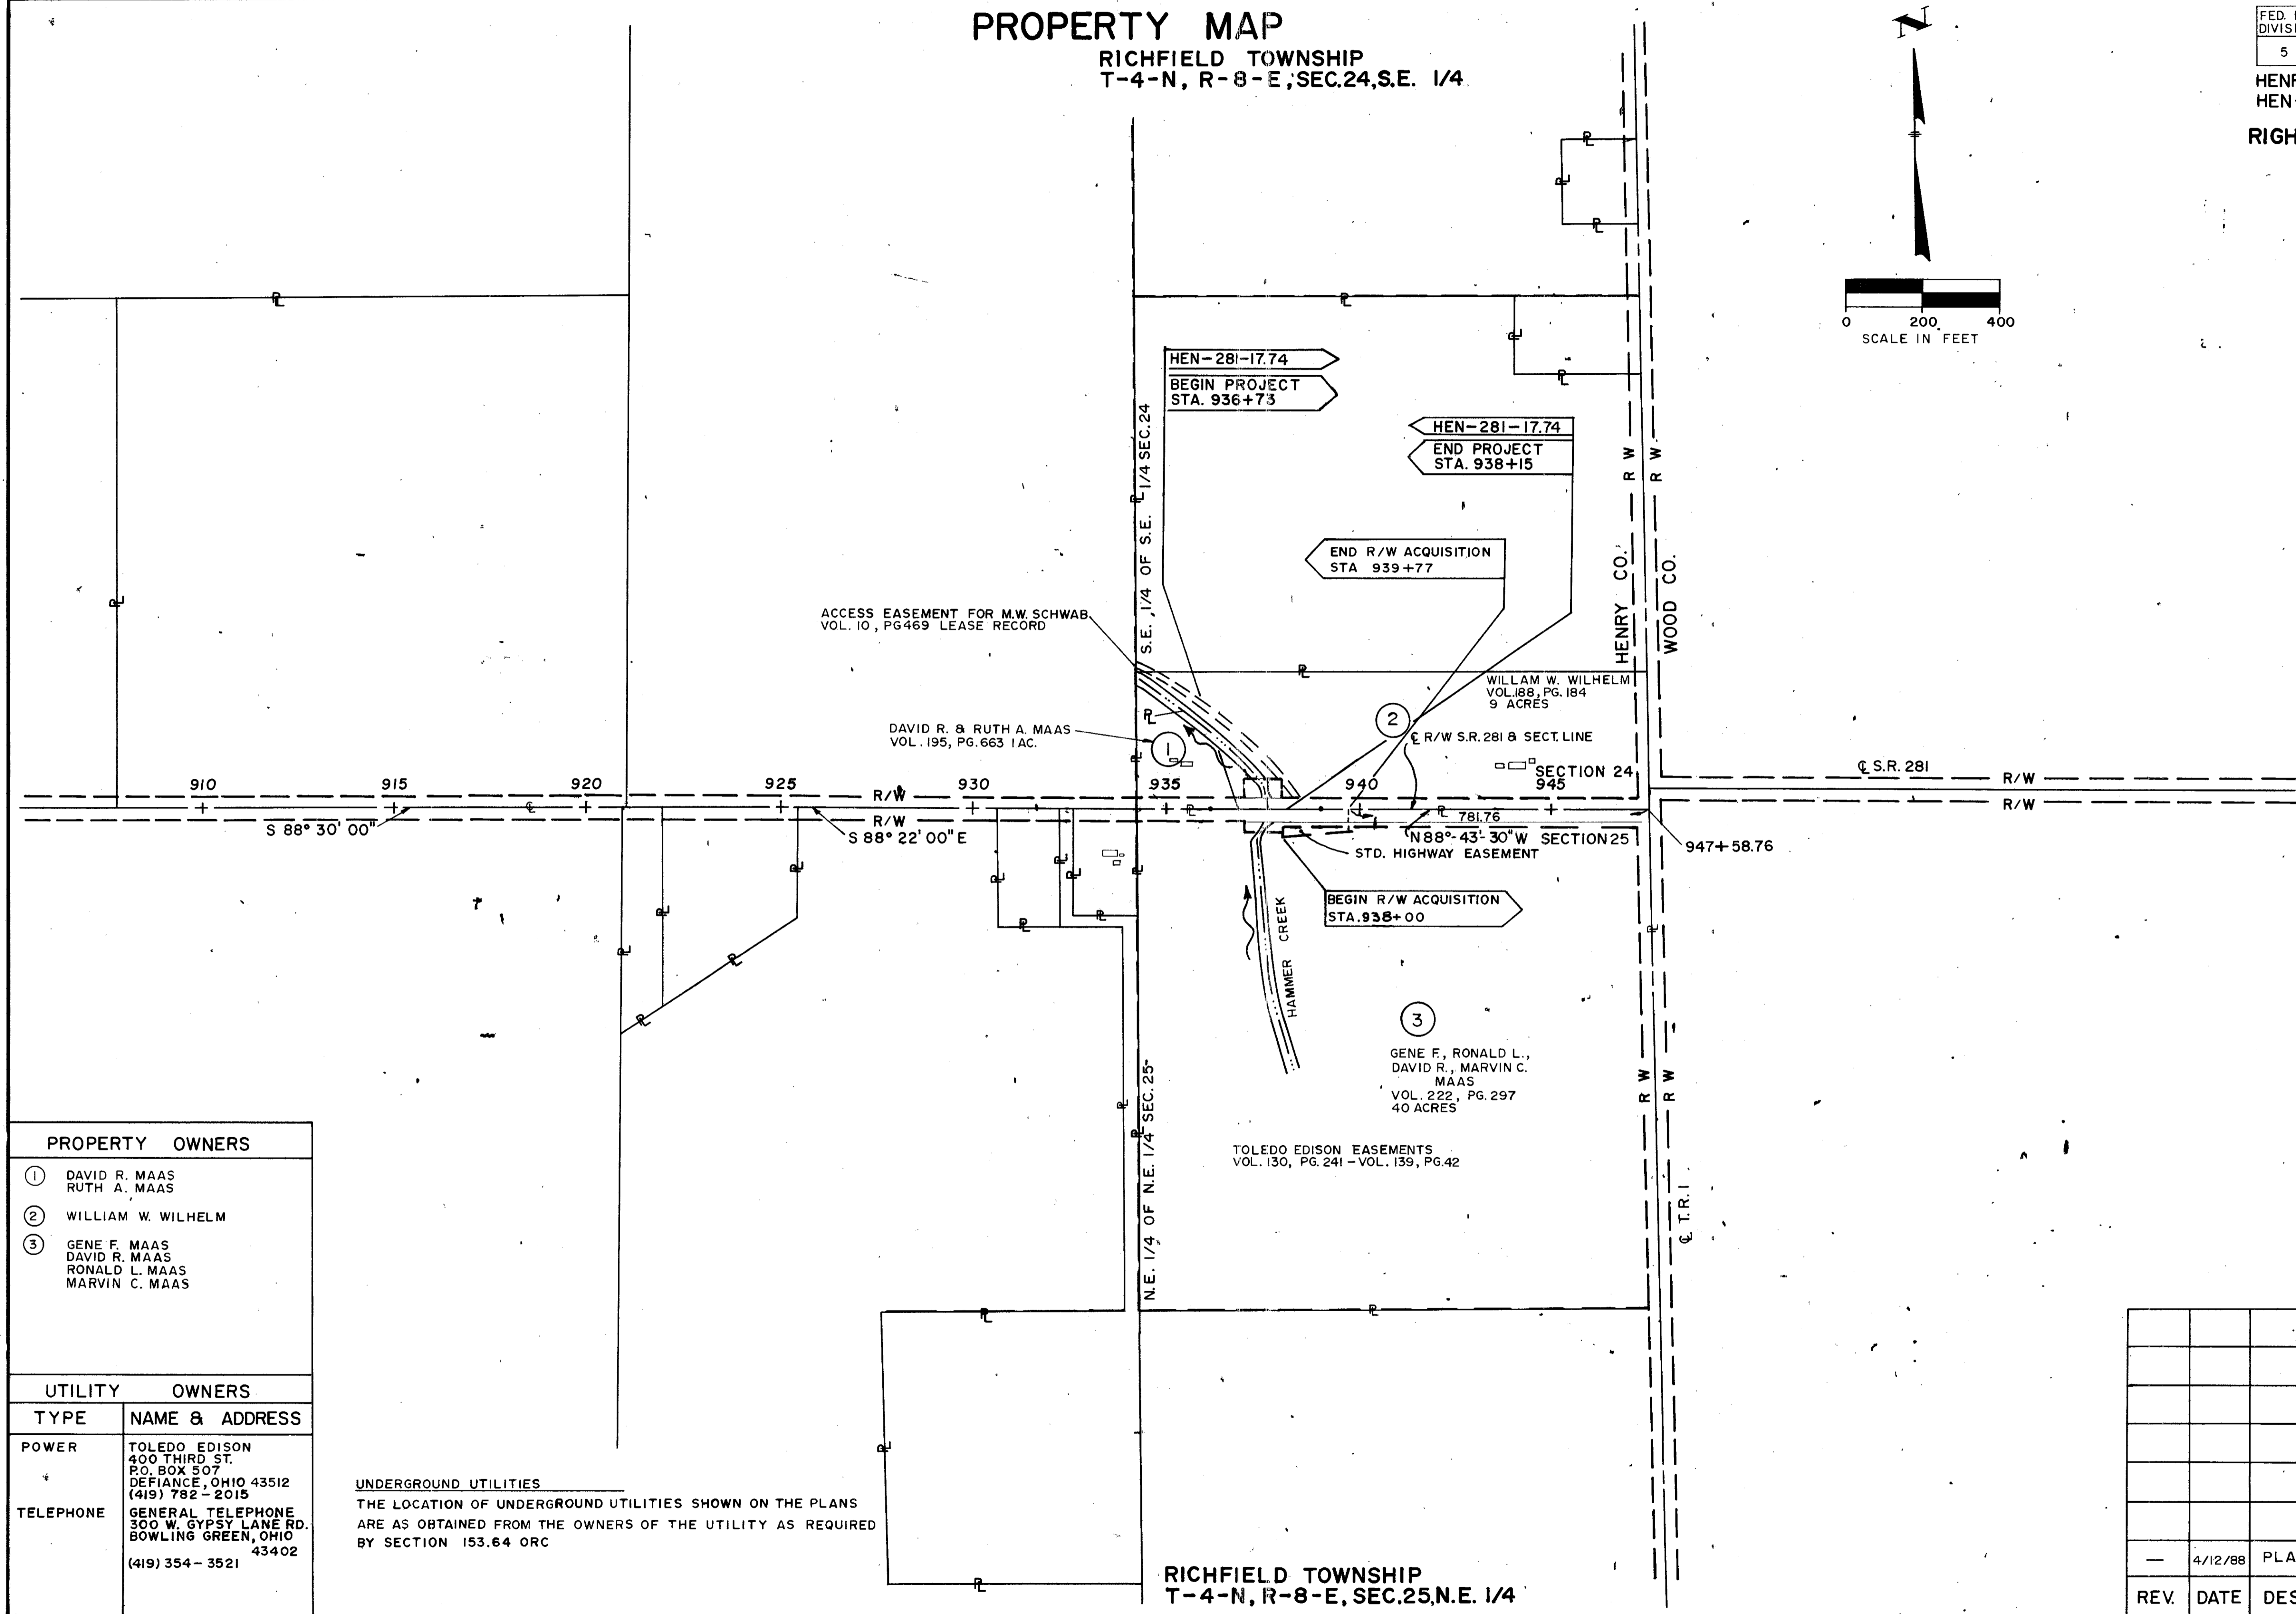 PROPERTY MAP
RICHFIELD TOWNSHIP
T-4-N, R-8-E, SEC.24, S.E. 1/4
N
FED.
DIVIS
5
HEN
HEN-
RIGH
0 200 400
SCALE IN FEET
HEN-281-17.74
BEGIN PROJECT
STA. 936+73
HEN-281-17.74
END PROJECT
STA. 938+15
END R/W ACQUISITION
STA 939+77
S.E. 1/4 OF S.E. 1/4 SEC.24
R W
R W
HENRY CO.
WOOD CO.
ACCESS EASEMENT FOR M.W. SCHWAB
VOL. 10, PG469 LEASE RECORD
DAVID R. & RUTH A. MAAS
VOL. 195, PG.663 1AC.
1
2
WILLAM W. WILHELM
VOL.188, PG. 184
9 ACRES
℄ R/W S.R. 281 & SECT. LINE
SECTION 24
℄ S.R. 281
R/W
R/W
910 915 920 925 930 935 940 945
R/W
R/W
S 88° 30' 00"
S 88° 22' 00" E
781.76
N 88°-43'-30" W SECTION 25
947+58.76
STD. HIGHWAY EASEMENT
BEGIN R/W ACQUISITION
STA. 938+00
HAMMER CREEK
3
GENE F., RONALD L.,
DAVID R., MARVIN C.
MAAS
VOL. 222, PG. 297
40 ACRES
TOLEDO EDISON EASEMENTS
VOL. 130, PG. 241 - VOL. 139, PG.42
N.E. 1/4 OF N.E. 1/4 SEC. 25
R W
R W
℄ T.R. 1
PROPERTY OWNERS
1 DAVID R. MAAS
RUTH A. MAAS
2 WILLIAM W. WILHELM
3 GENE F. MAAS
DAVID R. MAAS
RONALD L. MAAS
MARVIN C. MAAS
UTILITY OWNERS
TYPE NAME & ADDRESS
POWER TOLEDO EDISON
400 THIRD ST.
P.O. BOX 507
DEFIANCE, OHIO 43512
(419) 782-2015
TELEPHONE GENERAL TELEPHONE
300 W. GYPSY LANE RD.
BOWLING GREEN, OHIO
43402
(419) 354-3521
UNDERGROUND UTILITIES
THE LOCATION OF UNDERGROUND UTILITIES SHOWN ON THE PLANS
ARE AS OBTAINED FROM THE OWNERS OF THE UTILITY AS REQUIRED
BY SECTION 153.64 ORC
RICHFIELD TOWNSHIP
T-4-N, R-8-E, SEC.25, N.E. 1/4
— 4/12/88 PLA
REV. DATE DES